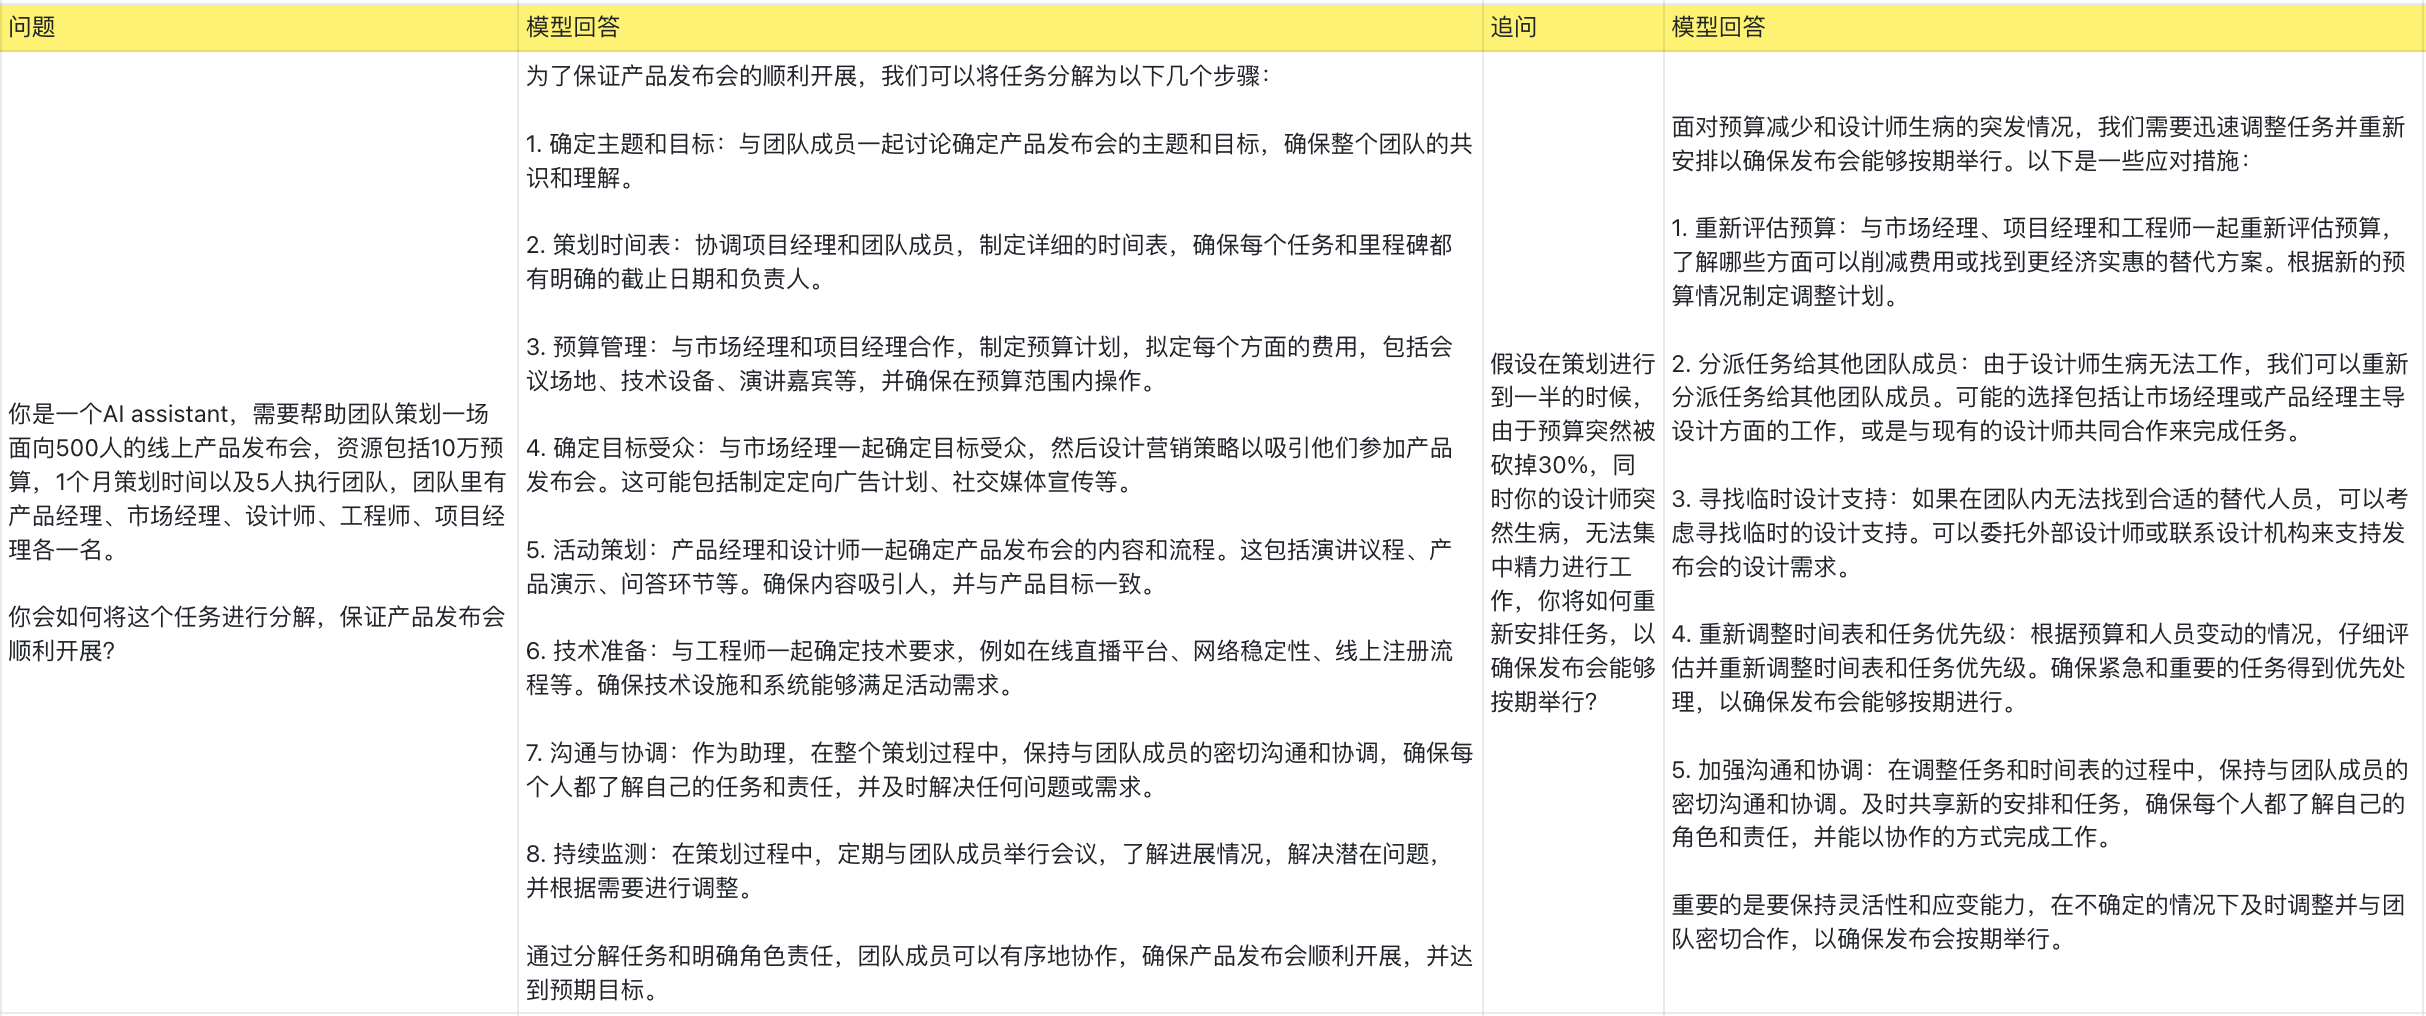 问题
模型回答
追问
模型回答
你是一个AI assistant，需要帮助团队策划一场
面向500人的线上产品发布会，资源包括10万预
算，1个月策划时间以及5人执行团队，团队里有
产品经理、市场经理、设计师、工程师、项目经
理各一名。
你会如何将这个任务进行分解，保证产品发布会
顺利开展？
为了保证产品发布会的顺利开展，我们可以将任务分解为以下几个步骤：
1. 确定主题和目标：与团队成员一起讨论确定产品发布会的主题和目标，确保整个团队的共
识和理解。
2. 策划时间表：协调项目经理和团队成员，制定详细的时间表，确保每个任务和里程碑都
有明确的截止日期和负责人。
3. 预算管理：与市场经理和项目经理合作，制定预算计划，拟定每个方面的费用，包括会
议场地、技术设备、演讲嘉宾等，并确保在预算范围内操作。
4. 确定目标受众：与市场经理一起确定目标受众，然后设计营销策略以吸引他们参加产品
发布会。这可能包括制定定向广告计划、社交媒体宣传等。
5. 活动策划：产品经理和设计师一起确定产品发布会的内容和流程。这包括演讲议程、产
品演示、问答环节等。确保内容吸引人，并与产品目标一致。
6. 技术准备：与工程师一起确定技术要求，例如在线直播平台、网络稳定性、线上注册流
程等。确保技术设施和系统能够满足活动需求。
7. 沟通与协调：作为助理，在整个策划过程中，保持与团队成员的密切沟通和协调，确保每
个人都了解自己的任务和责任，并及时解决任何问题或需求。
8. 持续监测：在策划过程中，定期与团队成员举行会议，了解进展情况，解决潜在问题，
并根据需要进行调整。
通过分解任务和明确角色责任，团队成员可以有序地协作，确保产品发布会顺利开展，并达
到预期目标。
假设在策划进行
到一半的时候，
由于预算突然被
砍掉30%，同
时你的设计师突
然生病，无法集
中精力进行工
作，你将如何重
新安排任务，以
确保发布会能够
按期举行？
面对预算减少和设计师生病的突发情况，我们需要迅速调整任务并重新
安排以确保发布会能够按期举行。以下是一些应对措施：
1. 重新评估预算：与市场经理、项目经理和工程师一起重新评估预算，
了解哪些方面可以削减费用或找到更经济实惠的替代方案。根据新的预
算情况制定调整计划。
2. 分派任务给其他团队成员：由于设计师生病无法工作，我们可以重新
分派任务给其他团队成员。可能的选择包括让市场经理或产品经理主导
设计方面的工作，或是与现有的设计师共同合作来完成任务。
3. 寻找临时设计支持：如果在团队内无法找到合适的替代人员，可以考
虑寻找临时的设计支持。可以委托外部设计师或联系设计机构来支持发
布会的设计需求。
4. 重新调整时间表和任务优先级：根据预算和人员变动的情况，仔细评
估并重新调整时间表和任务优先级。确保紧急和重要的任务得到优先处
理，以确保发布会能够按期进行。
5. 加强沟通和协调：在调整任务和时间表的过程中，保持与团队成员的
密切沟通和协调。及时共享新的安排和任务，确保每个人都了解自己的
角色和责任，并能以协作的方式完成工作。
重要的是要保持灵活性和应变能力，在不确定的情况下及时调整并与团
队密切合作，以确保发布会按期举行。